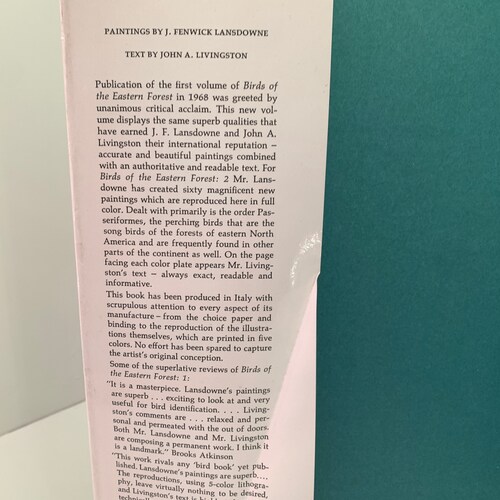 PAINTINGS BY J. FENWICK LANSDOWNE
TEXT BY JOHN A. LIVINGSTON
Publication of the first volume of Birds of
the Eastern Forest in 1968 was greeted by
unanimous critical acclaim. This new vol-
ume displays the same superb qualities that
have earned J. F. Lansdowne and John A.
Livingston their international reputation –
accurate and beautiful paintings combined
with an authoritative and readable text. For
Birds of the Eastern Forest: 2 Mr. Lans-
downe has created sixty magnificent new
paintings which are reproduced here in full
color. Dealt with primarily is the order Pas-
seriformes, the perching birds that are the
song birds of the forests of eastern North
America and are frequently found in other
parts of the continent as well. On the page
facing each color plate appears Mr. Living-
ston's text – always exact, readable and
informative.
This book has been produced in Italy with
scrupulous attention to every aspect of its
manufacture – from the choice paper and
binding to the reproduction of the illustra-
tions themselves, which are printed in five
colors. No effort has been spared to capture
the artist's original conception.
Some of the superlative reviews of Birds of
the Eastern Forest: 1:
"It is a masterpiece. Lansdowne's paintings
are superb . . . exciting to look at and very
useful for bird identification. . . . Living-
ston's comments are . . . relaxed and per-
sonal and permeated with the out of doors.
Both Mr. Lansdowne and Mr. Livingston
are composing a permanent work. I think it
is a landmark." Brooks Atkinson
"This work rivals any 'bird book' yet pub-
lished. Lansdowne's paintings are superb....
The reproductions, using 5-color lithogra-
phy, leave virtually nothing to be desired,
and Livingston's text is